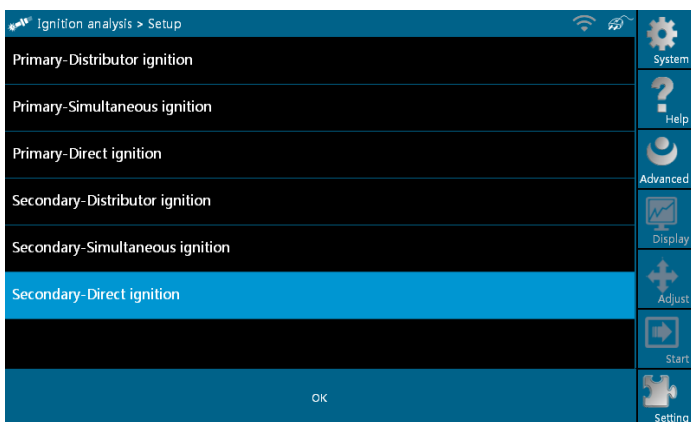 Ignition analysis > Setup
Primary-Distributor ignition
Primary-Simultaneous ignition
Primary-Direct ignition
Secondary-Distributor ignition
Secondary-Simultaneous ignition
Secondary-Direct ignition
OK
System
Help
Advanced
Display
Adjust
Start
Setting